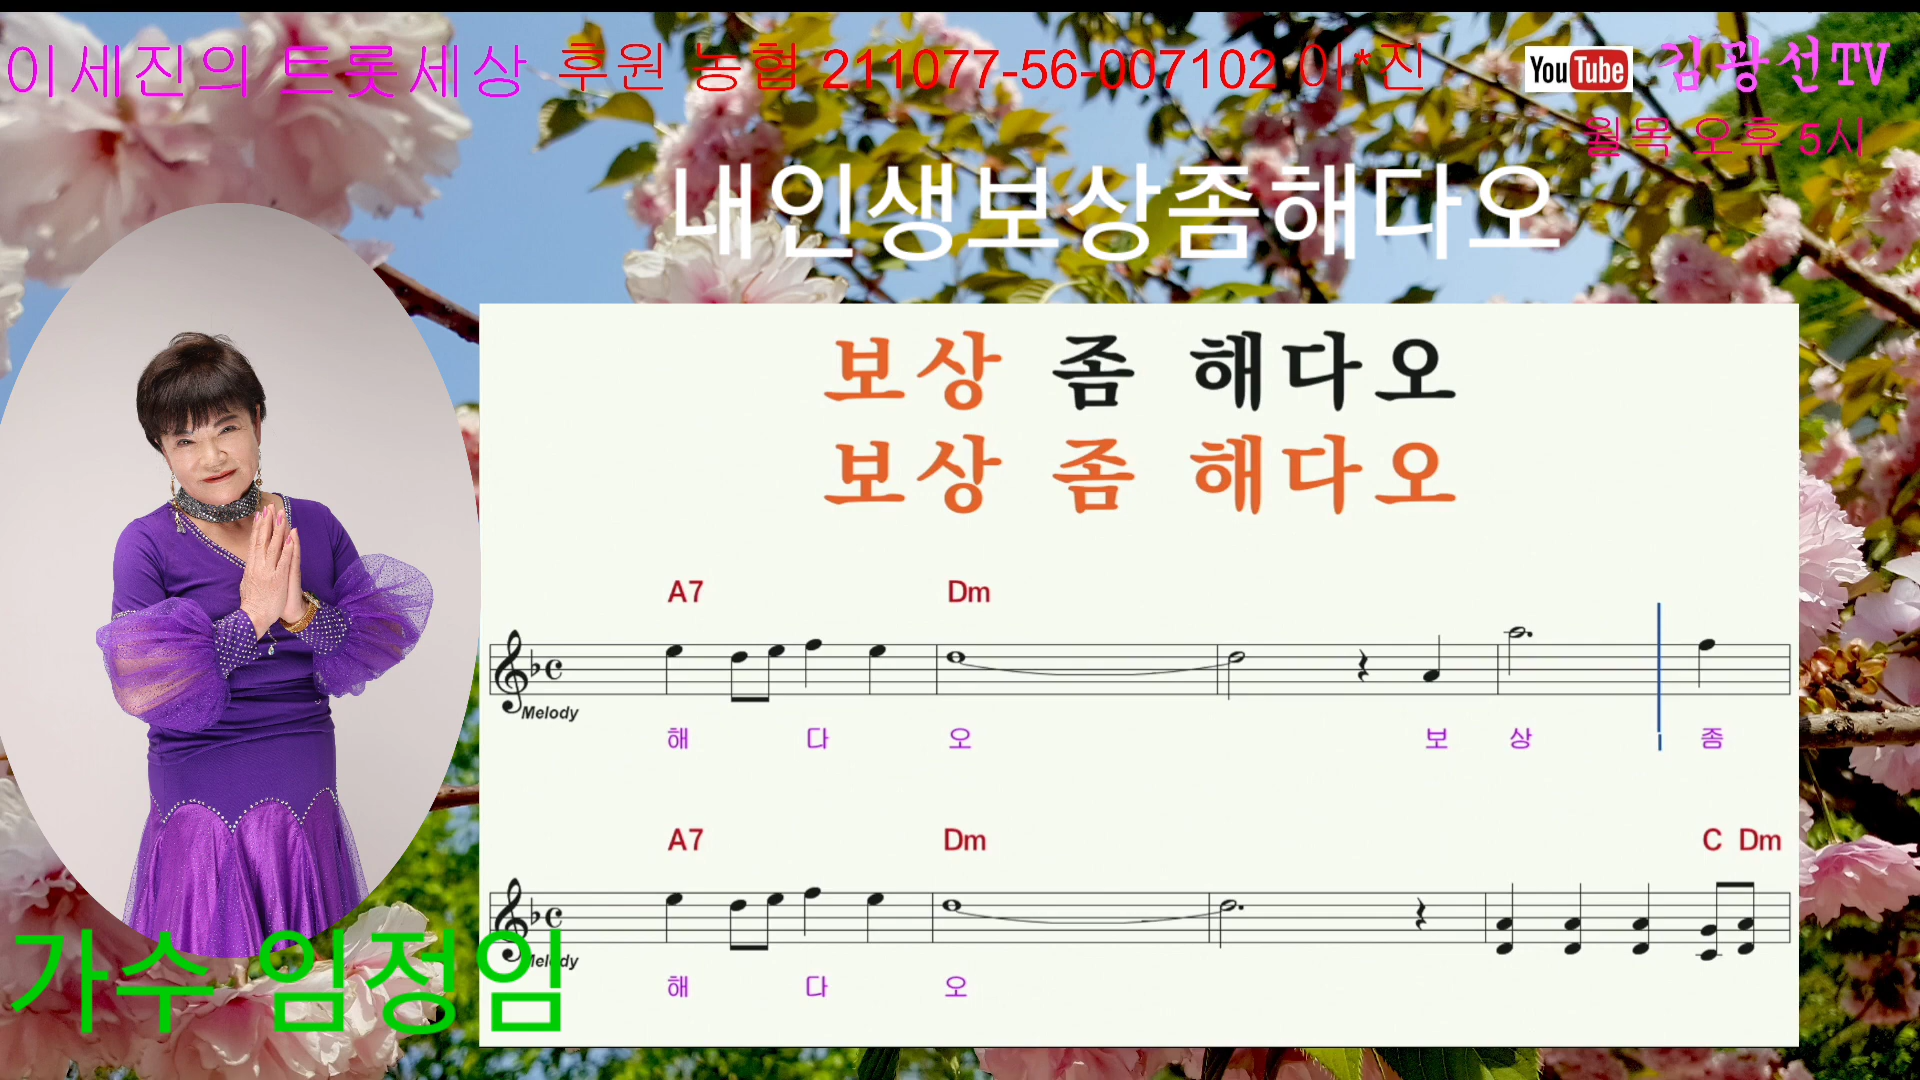 이세진의 트롯세상 후원 농협 211077-56-007102 이*진
YouTube 김광선TV
월목 오후 5시
내인생보상좀해다오
보상 좀 해다오
보상 좀 해다오
A7 Dm
Melody
해 다 오 보 상 좀
A7 Dm C Dm
Melody
해 다 오
가수 임정임